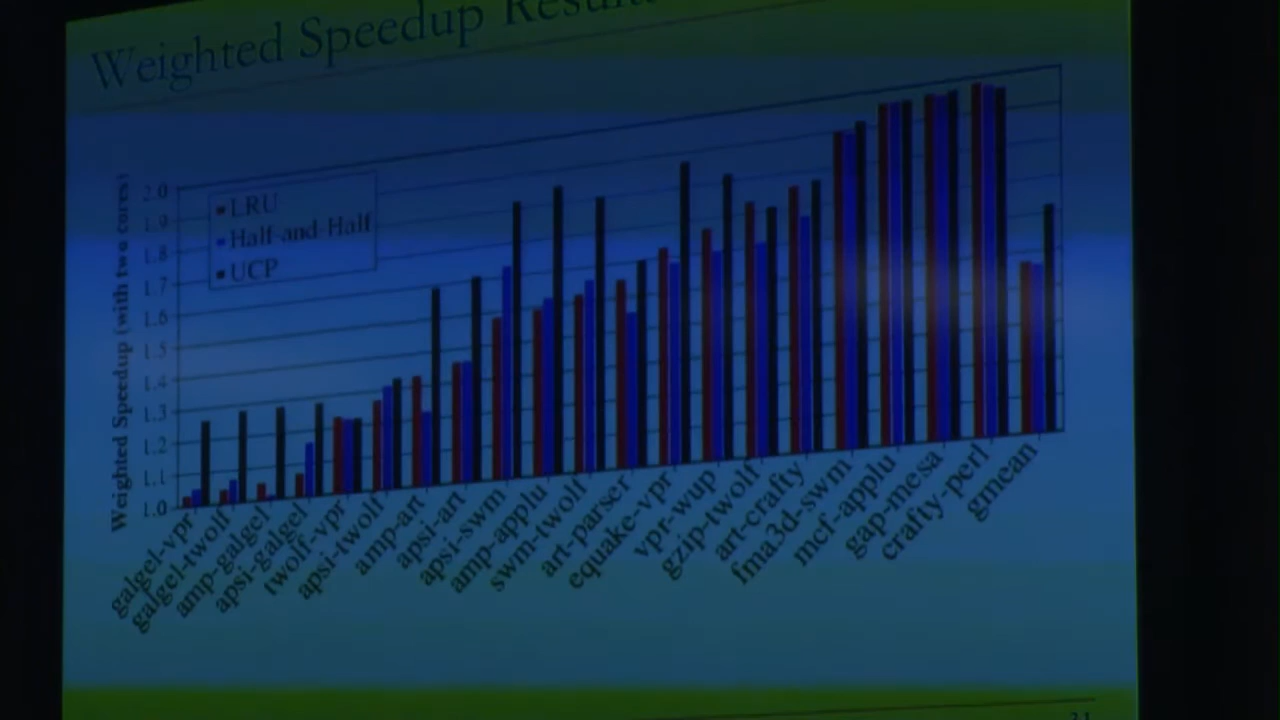 Weighted Speedup Results
Weighted Speedup (with two cores)
2.0
1.9
1.8
1.7
1.6
1.5
1.4
1.3
1.2
1.1
1.0
LRU
Half-and-Half
UCP
galgel-vpr
galgel-twolf
amp-galgel
apsi-galgel
twolf-vpr
apsi-twolf
amp-art
apsi-art
apsi-swm
amp-applu
swm-twolf
art-parser
equake-vpr
vpr-wup
gzip-twolf
art-crafty
fma3d-swm
mcf-applu
gap-mesa
crafty-perl
gmean